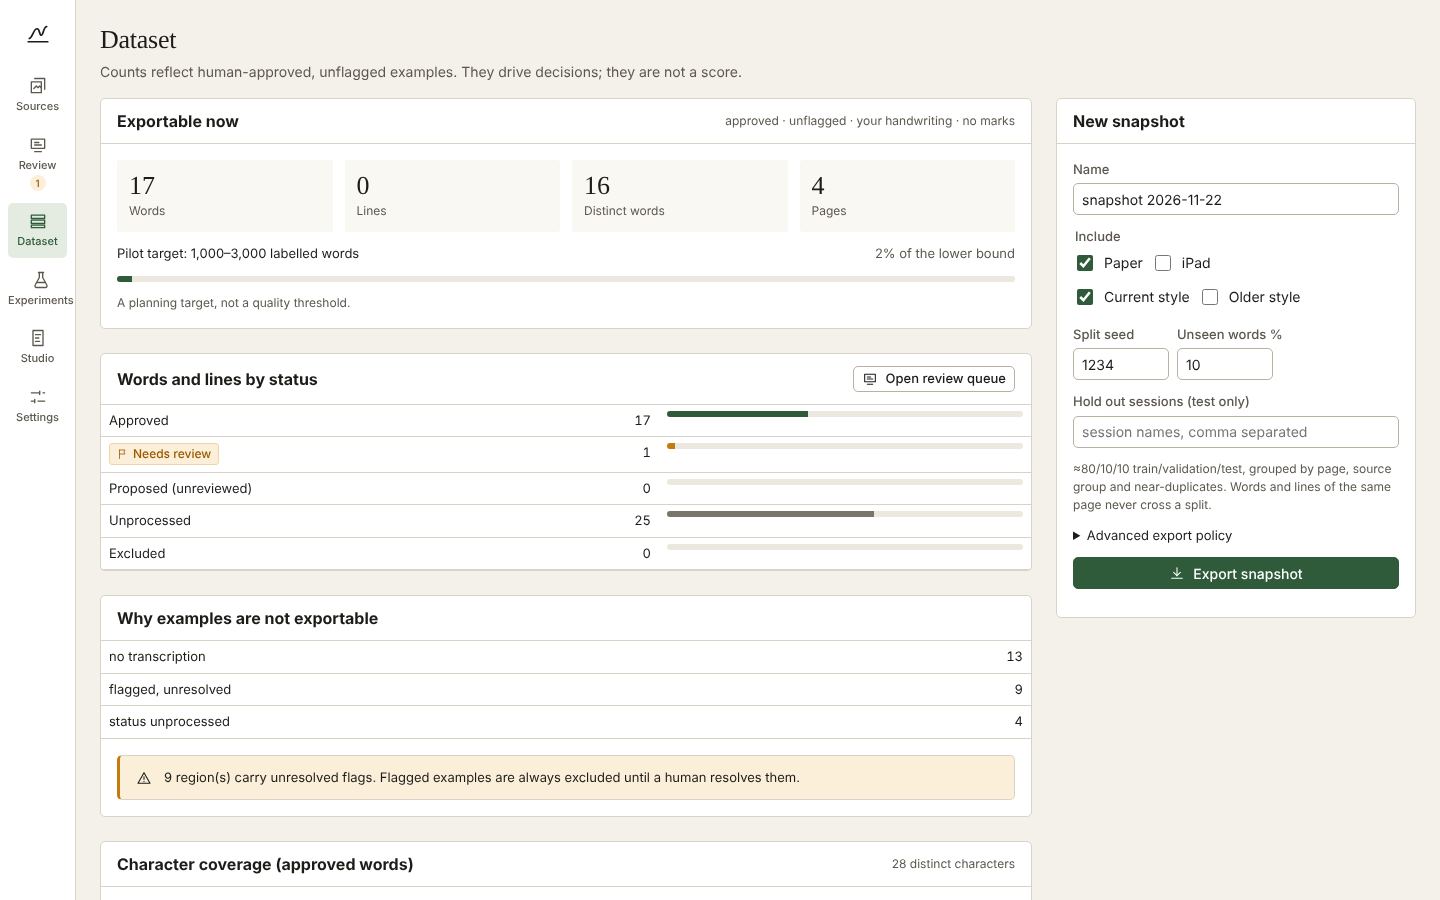 Sources
Review
1
Dataset
Experiments
Studio
Settings
Dataset
Counts reflect human-approved, unflagged examples. They drive decisions; they are not a score.
Exportable now
approved · unflagged · your handwriting · no marks
17
Words
0
Lines
16
Distinct words
4
Pages
Pilot target: 1,000–3,000 labelled words
2% of the lower bound
A planning target, not a quality threshold.
Words and lines by status
Open review queue
Approved 17
Needs review 1
Proposed (unreviewed) 0
Unprocessed 25
Excluded 0
Why examples are not exportable
no transcription 13
flagged, unresolved 9
status unprocessed 4
9 region(s) carry unresolved flags. Flagged examples are always excluded until a human resolves them.
Character coverage (approved words)
28 distinct characters
New snapshot
Name
snapshot 2026-11-22
Include
Paper iPad
Current style Older style
Split seed Unseen words %
1234 10
Hold out sessions (test only)
session names, comma separated
≈80/10/10 train/validation/test, grouped by page, source
group and near-duplicates. Words and lines of the same
page never cross a split.
Advanced export policy
Export snapshot